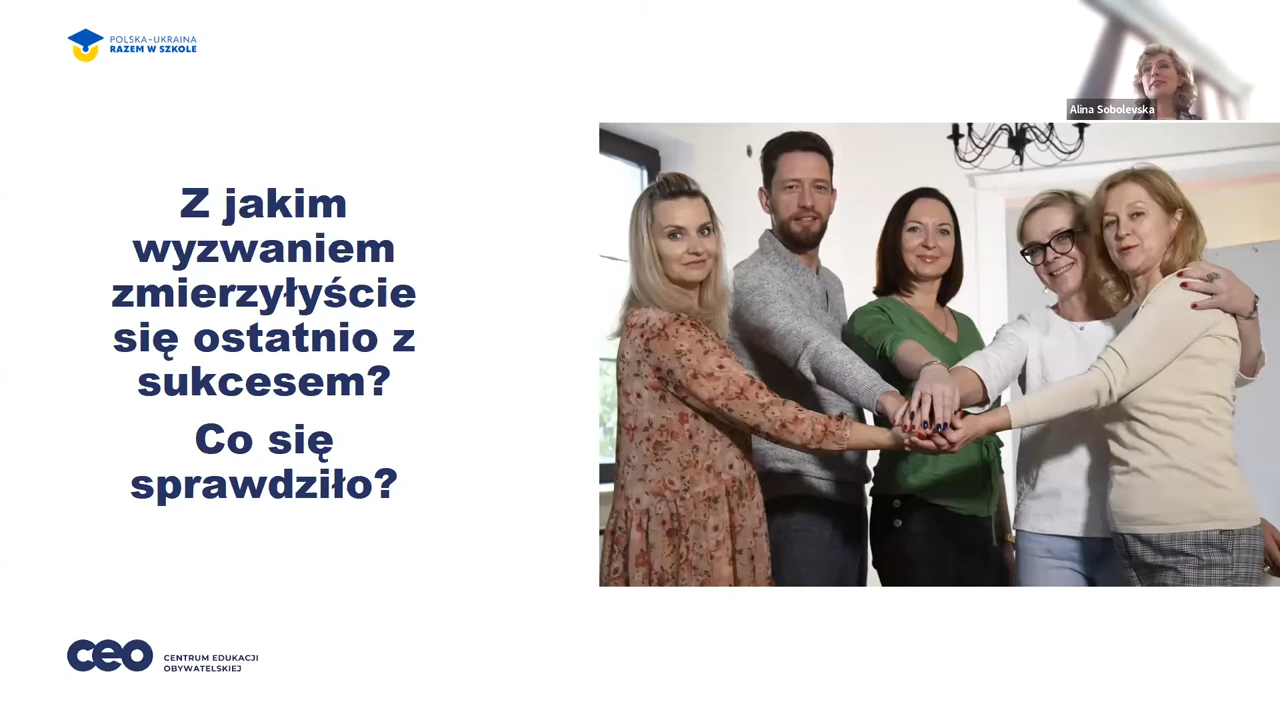 POLSKA-UKRAINA
RAZEM W SZKOLE
Alina Sobolevska
Z jakim
wyzwaniem
zmierzyłyście
się ostatnio z
sukcesem?
Co się
sprawdziło?
ceo
CENTRUM EDUKACJI
OBYWATELSKIEJ